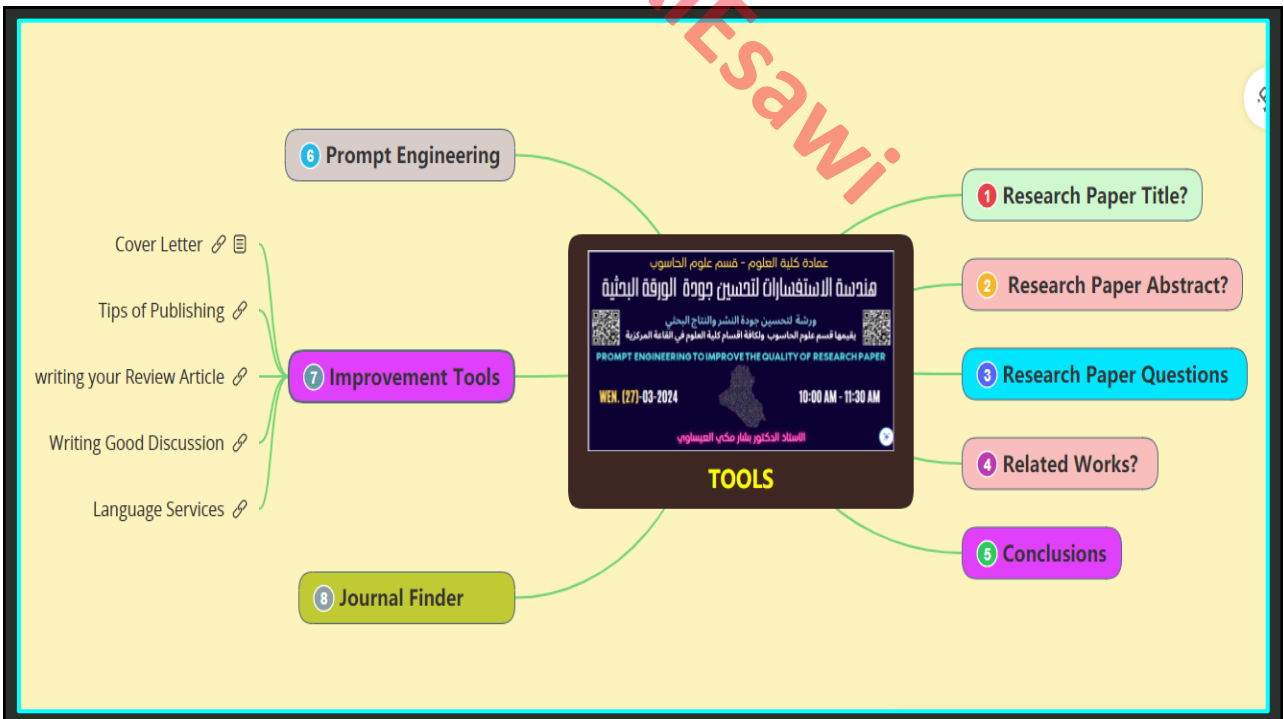 6 Prompt Engineering
Cover Letter
Tips of Publishing
writing your Review Article
Writing Good Discussion
Language Services
7 Improvement Tools
8 Journal Finder
عمادة كلية العلوم - قسم علوم الحاسوب
هندسة الاستفسارات لتحسين جودة الورقة البحثية
ورشة لتحسين جودة النشر والنتاج البحثي
يقيمها قسم علوم الحاسوب ولكافة اقسام كلية العلوم في القاعة المركزية
PROMPT ENGINEERING TO IMPROVE THE QUALITY OF RESEARCH PAPER
WEN. (27)-03-2024
10:00 AM - 11:30 AM
الاستاذ الدكتور بشار مكي العيساوي
TOOLS
1 Research Paper Title?
2 Research Paper Abstract?
3 Research Paper Questions
4 Related Works?
5 Conclusions